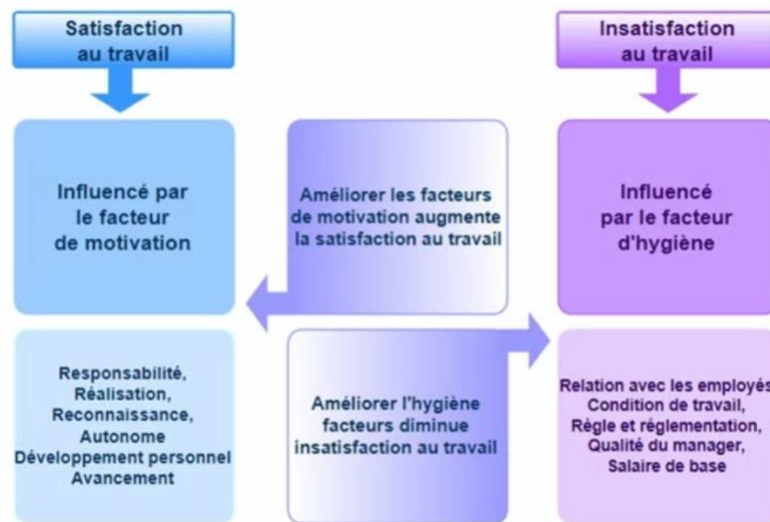 Satisfaction
au travail
Insatisfaction
au travail
Influencé par
le facteur
de motivation
Améliorer les facteurs
de motivation augmente
la satisfaction au travail
Influencé
par le facteur
d'hygiène
Responsabilité,
Réalisation,
Reconnaissance,
Autonome
Développement personnel
Avancement
Améliorer l'hygiène
facteurs diminue
insatisfaction au travail
Relation avec les employés
Condition de travail,
Règle et réglementation,
Qualité du manager,
Salaire de base